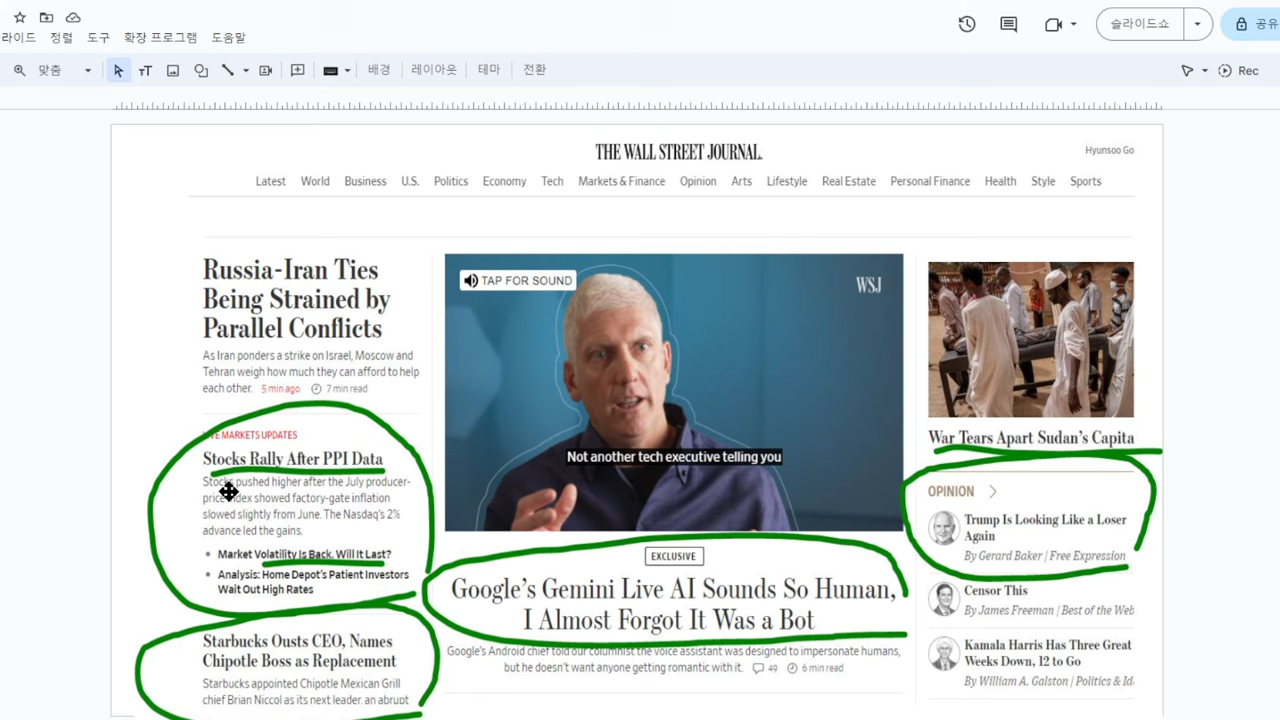 라이드 정렬 도구 확장 프로그램 도움말
슬라이드쇼
공유
맞춤
배경 레이아웃 테마 전환
Rec
THE WALL STREET JOURNAL.
Hyunsoo Go
Latest World Business U.S. Politics Economy Tech Markets & Finance Opinion Arts Lifestyle Real Estate Personal Finance Health Style Sports
Russia-Iran Ties
Being Strained by
Parallel Conflicts
As Iran ponders a strike on Israel, Moscow and
Tehran weigh how much they can afford to help
each other. 5 min ago 7 min read
MARKETS UPDATES
Stocks Rally After PPI Data
Stocks pushed higher after the July producer-
price index showed factory-gate inflation
slowed slightly from June. The Nasdaq's 2%
advance led the gains.
Market Volatility Is Back. Will It Last?
Analysis: Home Depot's Patient Investors
Wait Out High Rates
Starbucks Ousts CEO, Names
Chipotle Boss as Replacement
Starbucks appointed Chipotle Mexican Grill
chief Brian Niccol as its next leader, an abrupt
TAP FOR SOUND
WSJ
Not another tech executive telling you
EXCLUSIVE
Google's Gemini Live AI Sounds So Human,
I Almost Forgot It Was a Bot
Google's Android chief told our columnist the voice assistant was designed to impersonate humans,
but he doesn't want anyone getting romantic with it. 49 6 min read
War Tears Apart Sudan's Capita
OPINION
Trump Is Looking Like a Loser
Again
By Gerard Baker | Free Expression
Censor This
By James Freeman | Best of the Web
Kamala Harris Has Three Great
Weeks Down, 12 to Go
By William A. Galston | Politics & Id